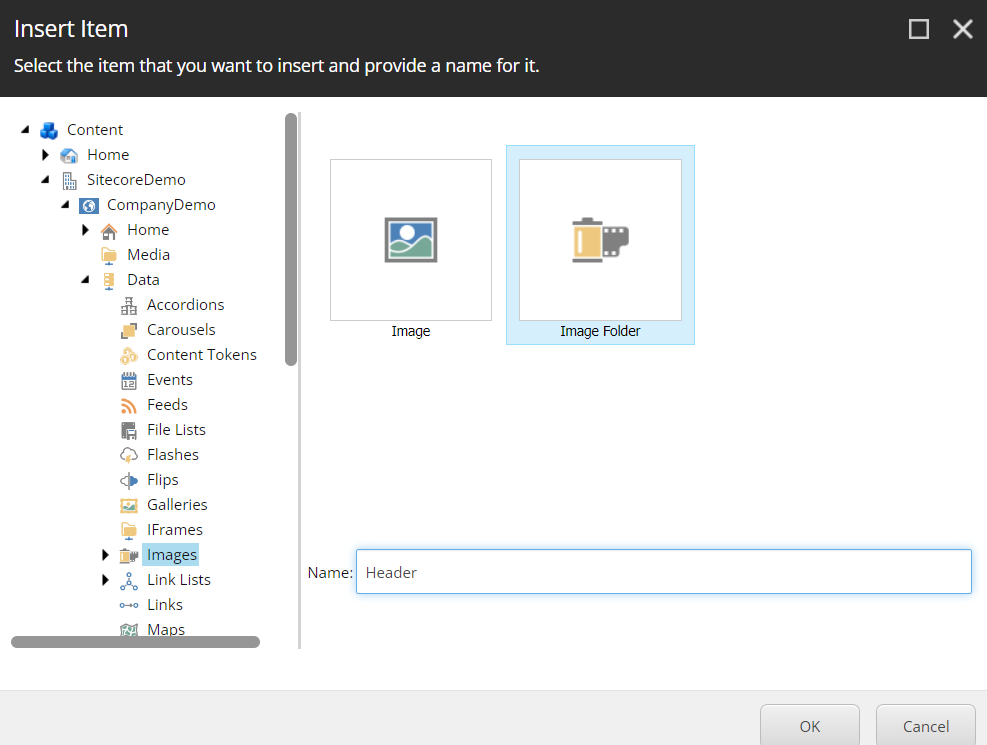 Insert Item
Select the item that you want to insert and provide a name for it.
Content
Home
SitecoreDemo
CompanyDemo
Home
Media
Data
Accordions
Carousels
Content Tokens
Events
Feeds
File Lists
Flashes
Flips
Galleries
IFrames
Images
Link Lists
Links
Maps
Image
Image Folder
Name: Header
OK
Cancel